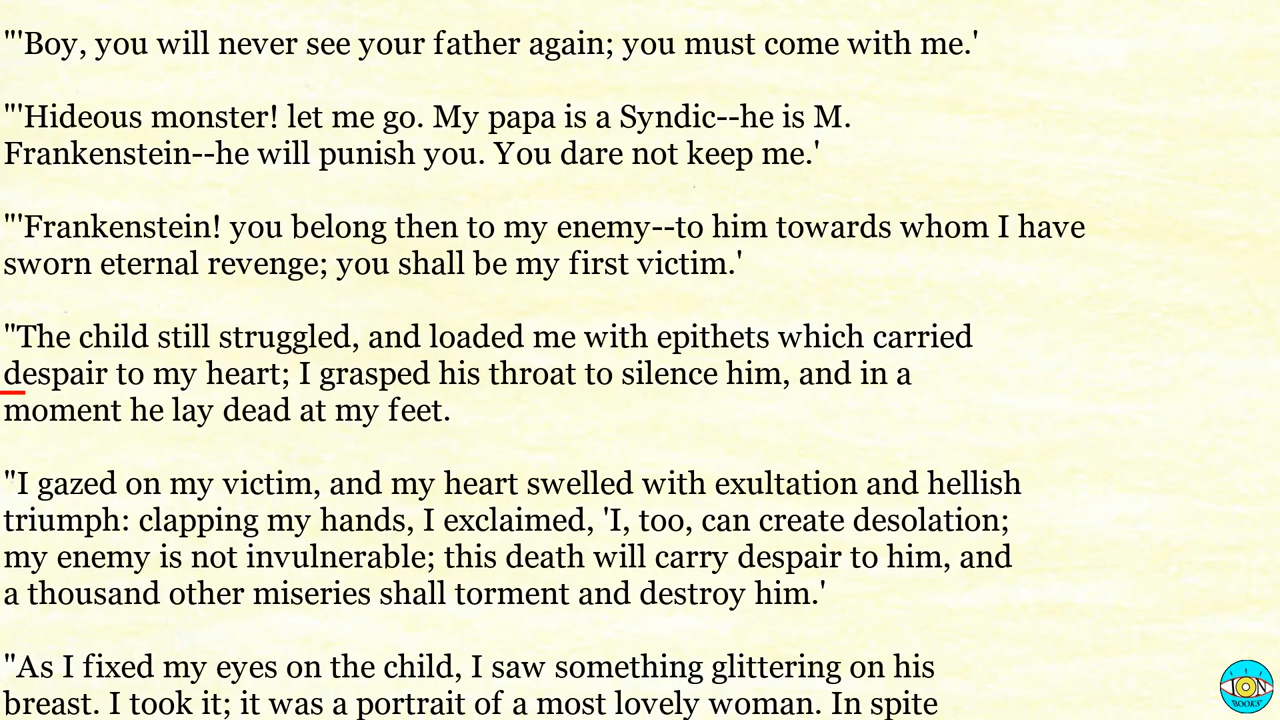 "'Boy, you will never see your father again; you must come with me.'
"'Hideous monster! let me go. My papa is a Syndic--he is M.
Frankenstein--he will punish you. You dare not keep me.'
"'Frankenstein! you belong then to my enemy--to him towards whom I have
sworn eternal revenge; you shall be my first victim.'
"The child still struggled, and loaded me with epithets which carried
despair to my heart; I grasped his throat to silence him, and in a
moment he lay dead at my feet.
"I gazed on my victim, and my heart swelled with exultation and hellish
triumph: clapping my hands, I exclaimed, 'I, too, can create desolation;
my enemy is not invulnerable; this death will carry despair to him, and
a thousand other miseries shall torment and destroy him.'
"As I fixed my eyes on the child, I saw something glittering on his
breast. I took it; it was a portrait of a most lovely woman. In spite
ION
BOOKS